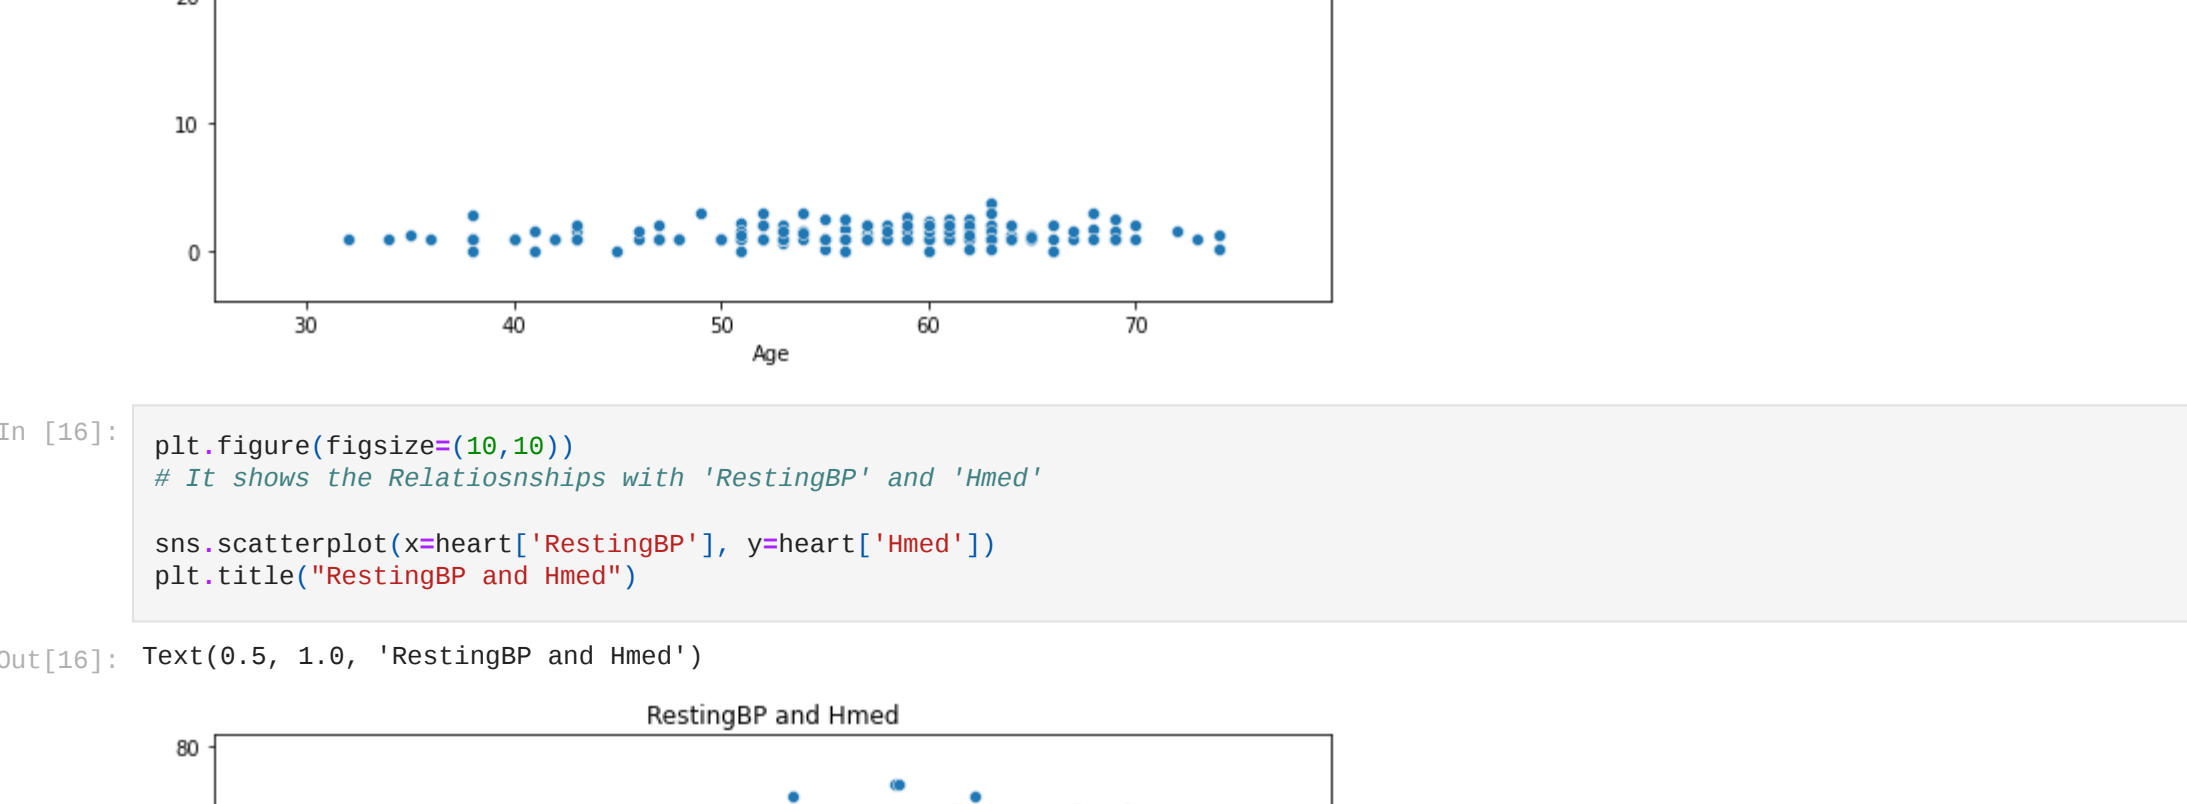 20
10
0
30 40 50 60 70
Age
In [16]:
plt.figure(figsize=(10,10))
# It shows the Relatiosnships with 'RestingBP' and 'Hmed'
sns.scatterplot(x=heart['RestingBP'], y=heart['Hmed'])
plt.title("RestingBP and Hmed")
Out[16]: Text(0.5, 1.0, 'RestingBP and Hmed')
RestingBP and Hmed
80